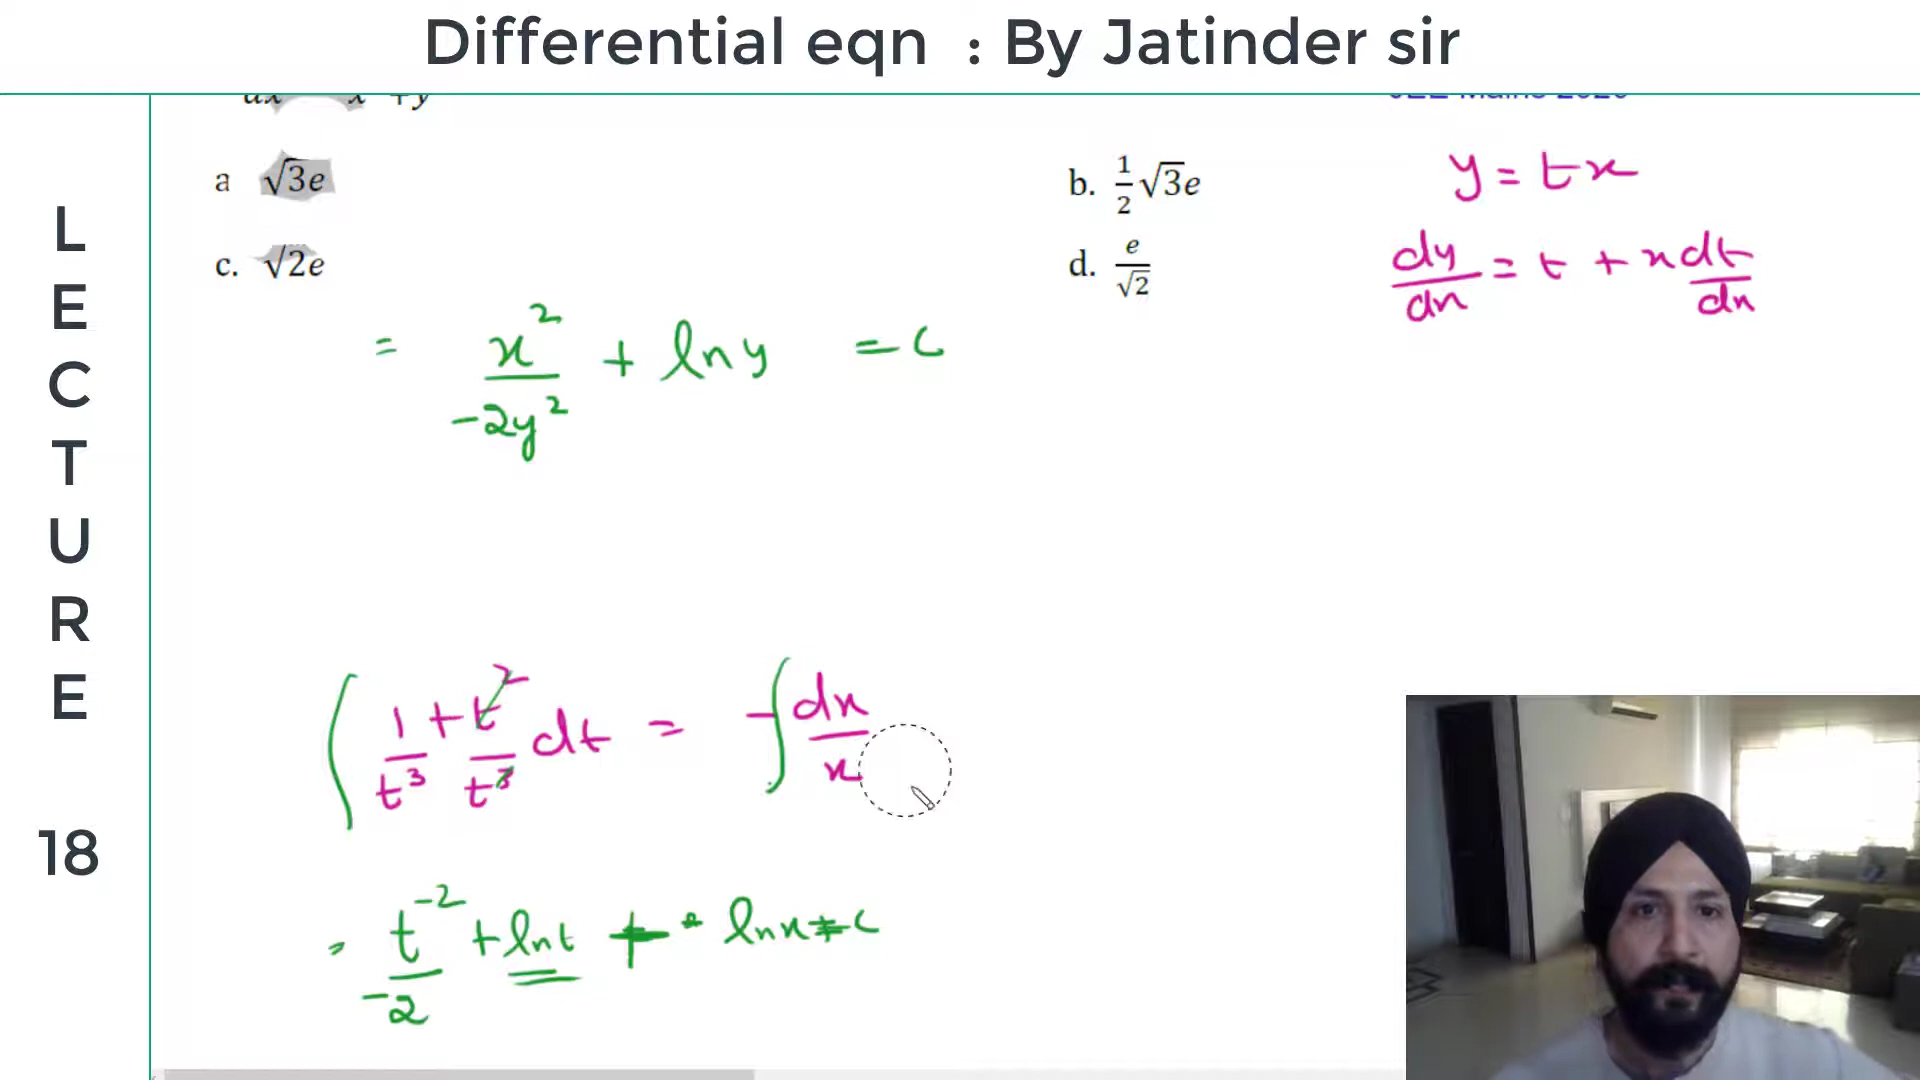 Differential eqn : By Jatinder sir
LECTURE
18
a √3e
b. 1/2 √3e
c. √2e
d. e/√2
y = tx
dy/dx = t + x dt/dx
= x²/-2y² + ln y = c
∫ 1/t³ + t²/t³ dt = -∫ dx/x
= t⁻²/-2 + ln t + ln x = c